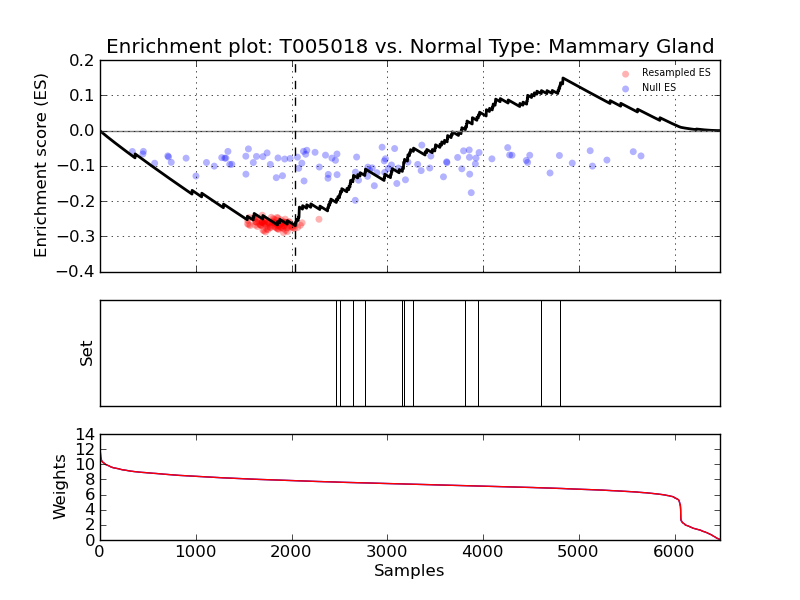 Enrichment plot: T005018 vs. Normal Type: Mammary Gland
Enrichment score (ES)
0.2
0.1
0.0
−0.1
−0.2
−0.3
−0.4
Resampled ES
Null ES
Set
Weights
14
12
10
8
6
4
2
0
0 1000 2000 3000 4000 5000 6000
Samples